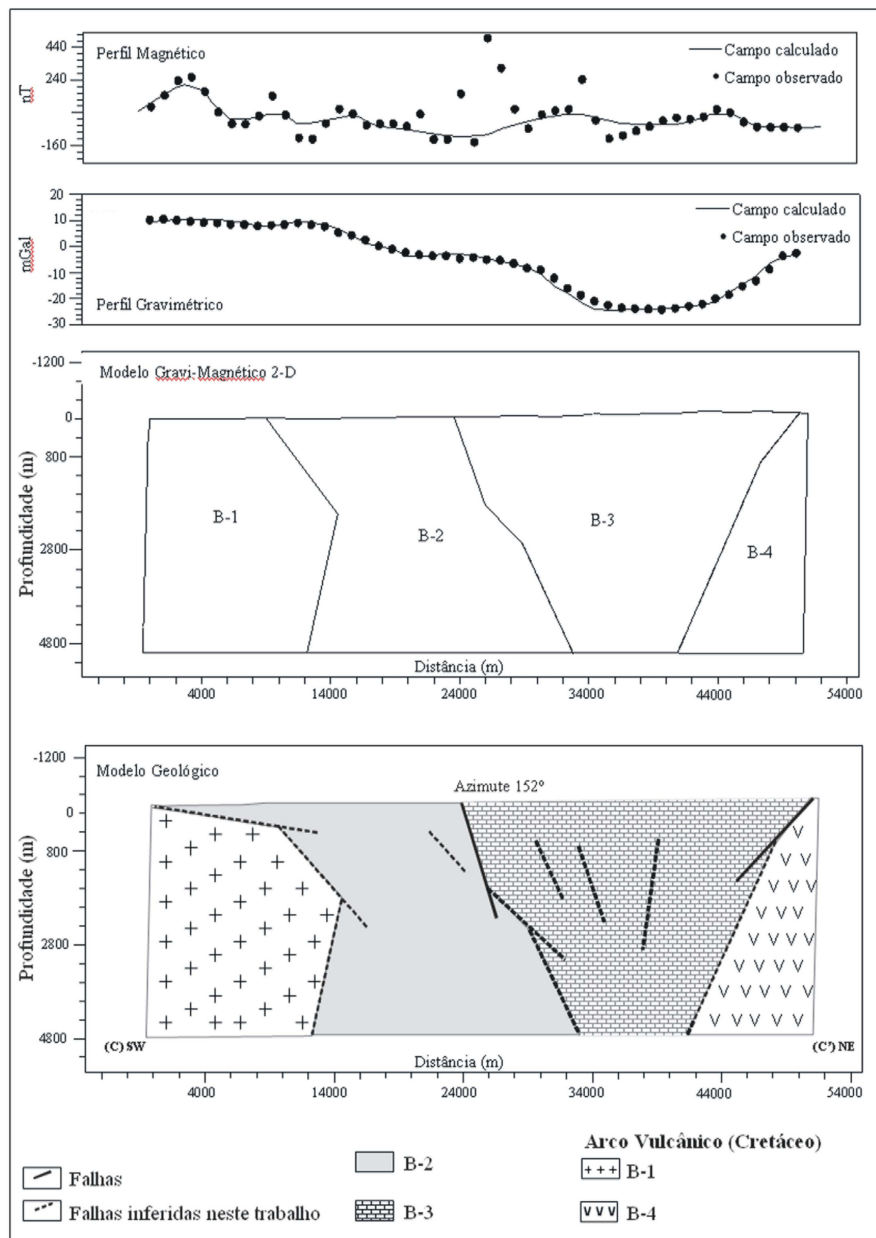 Perfil Magnético
Campo calculado
Campo observado
nT
440
240
-160
20
10
0
-10
-20
-30
mGal
Campo calculado
Campo observado
Perfil Gravimétrico
Modelo Gravi-Magnético 2-D
Profundidade (m)
-1200
0
800
2800
4800
B-1
B-2
B-3
B-4
Distância (m)
4000 14000 24000 34000 44000 54000
Modelo Geológico
Azimute 152º
Profundidade (m)
-1200
0
800
2800
4800
(C) SW
(C') NE
Distância (m)
4000 14000 24000 34000 44000 54000
Falhas
Falhas inferidas neste trabalho
B-2
B-3
Arco Vulcânico (Cretáceo)
B-1
B-4